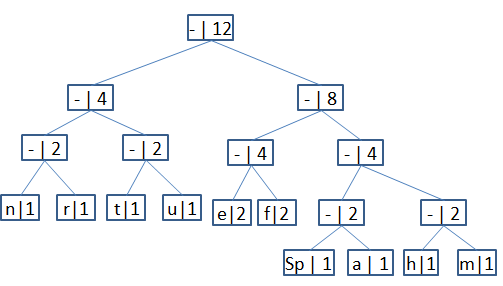 - | 12
- | 4
- | 8
- | 2
- | 2
- | 4
- | 4
n|1
r|1
t|1
u|1
e|2
f|2
- | 2
- | 2
Sp | 1
a | 1
h|1
m|1